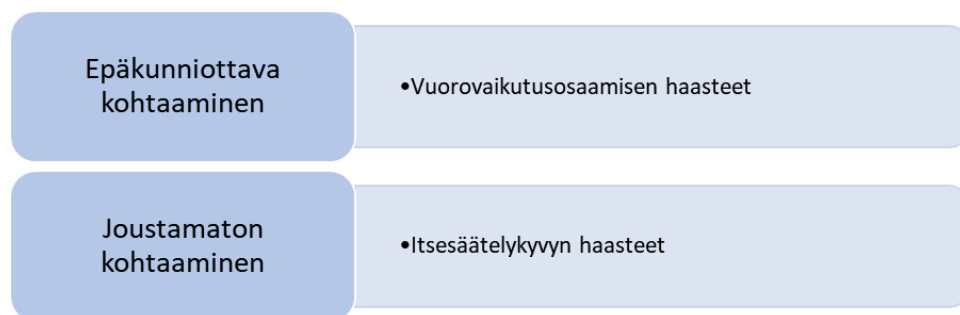 Epäkunniottava
kohtaaminen
•Vuorovaikutusosaamisen haasteet
Joustamaton
kohtaaminen
•Itsesäätelykyvyn haasteet